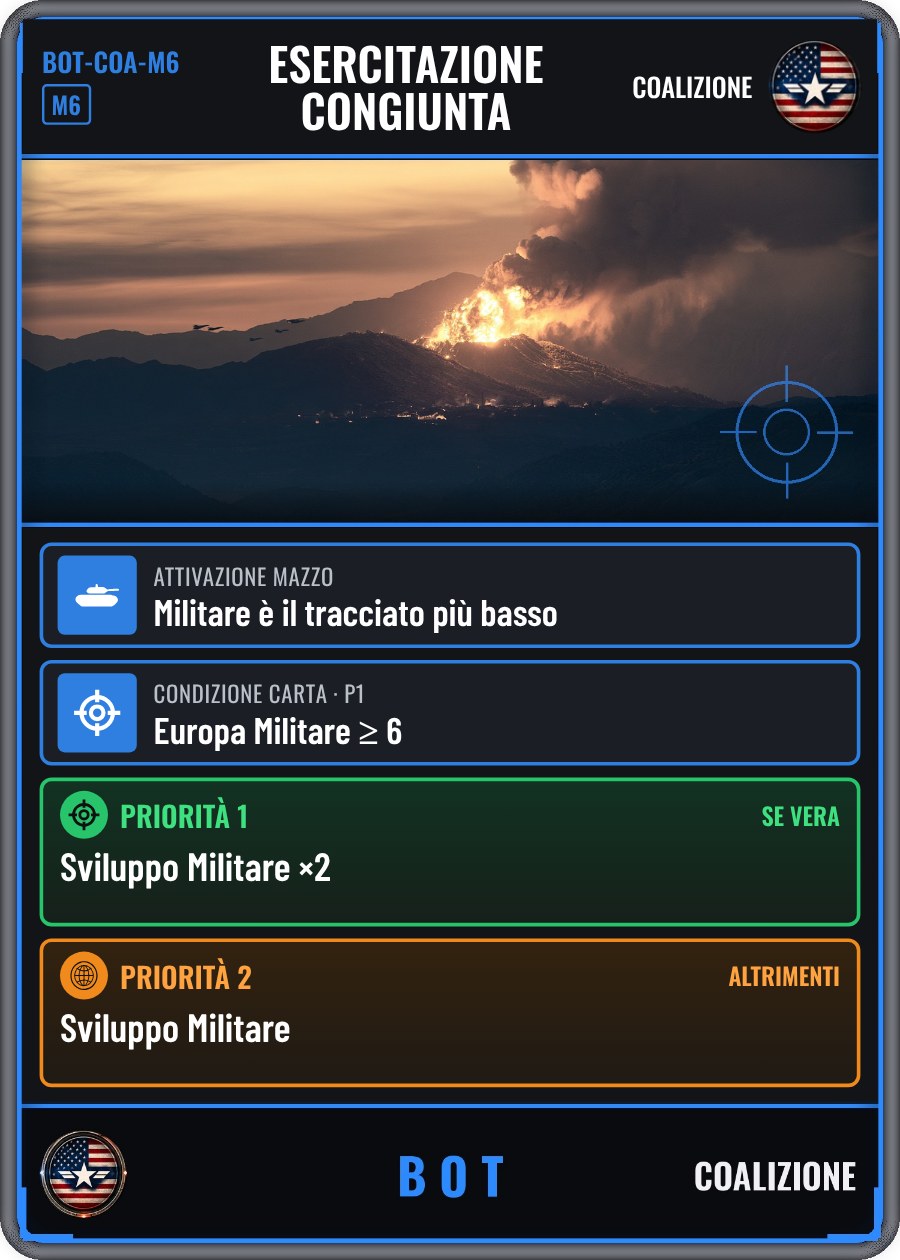 BOT-COA-M6
M6
ESERCITAZIONE
CONGIUNTA
COALIZIONE
ATTIVAZIONE MAZZO
Militare è il tracciato più basso
CONDIZIONE CARTA · P1
Europa Militare ≥ 6
PRIORITÀ 1
SE VERA
Sviluppo Militare ×2
PRIORITÀ 2
ALTRIMENTI
Sviluppo Militare
BOT
COALIZIONE